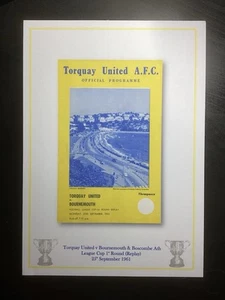 Torquay United A.F.C.
OFFICIAL PROGRAMME
TORQUAY UNITED
v
BOURNEMOUTH
Torquay United v Bournemouth & Boscombe Ath
League Cup 1st Round (Replay)
September 1961